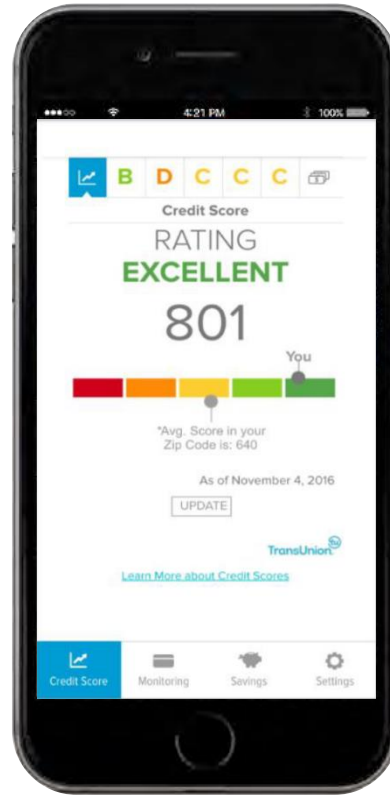 4:21 PM 100%
B D C C C
Credit Score
RATING
EXCELLENT
801
You
*Avg. Score in your
Zip Code is: 640
As of November 4, 2016
UPDATE
TransUnion
Learn More about Credit Scores
Credit Score Monitoring Savings Settings